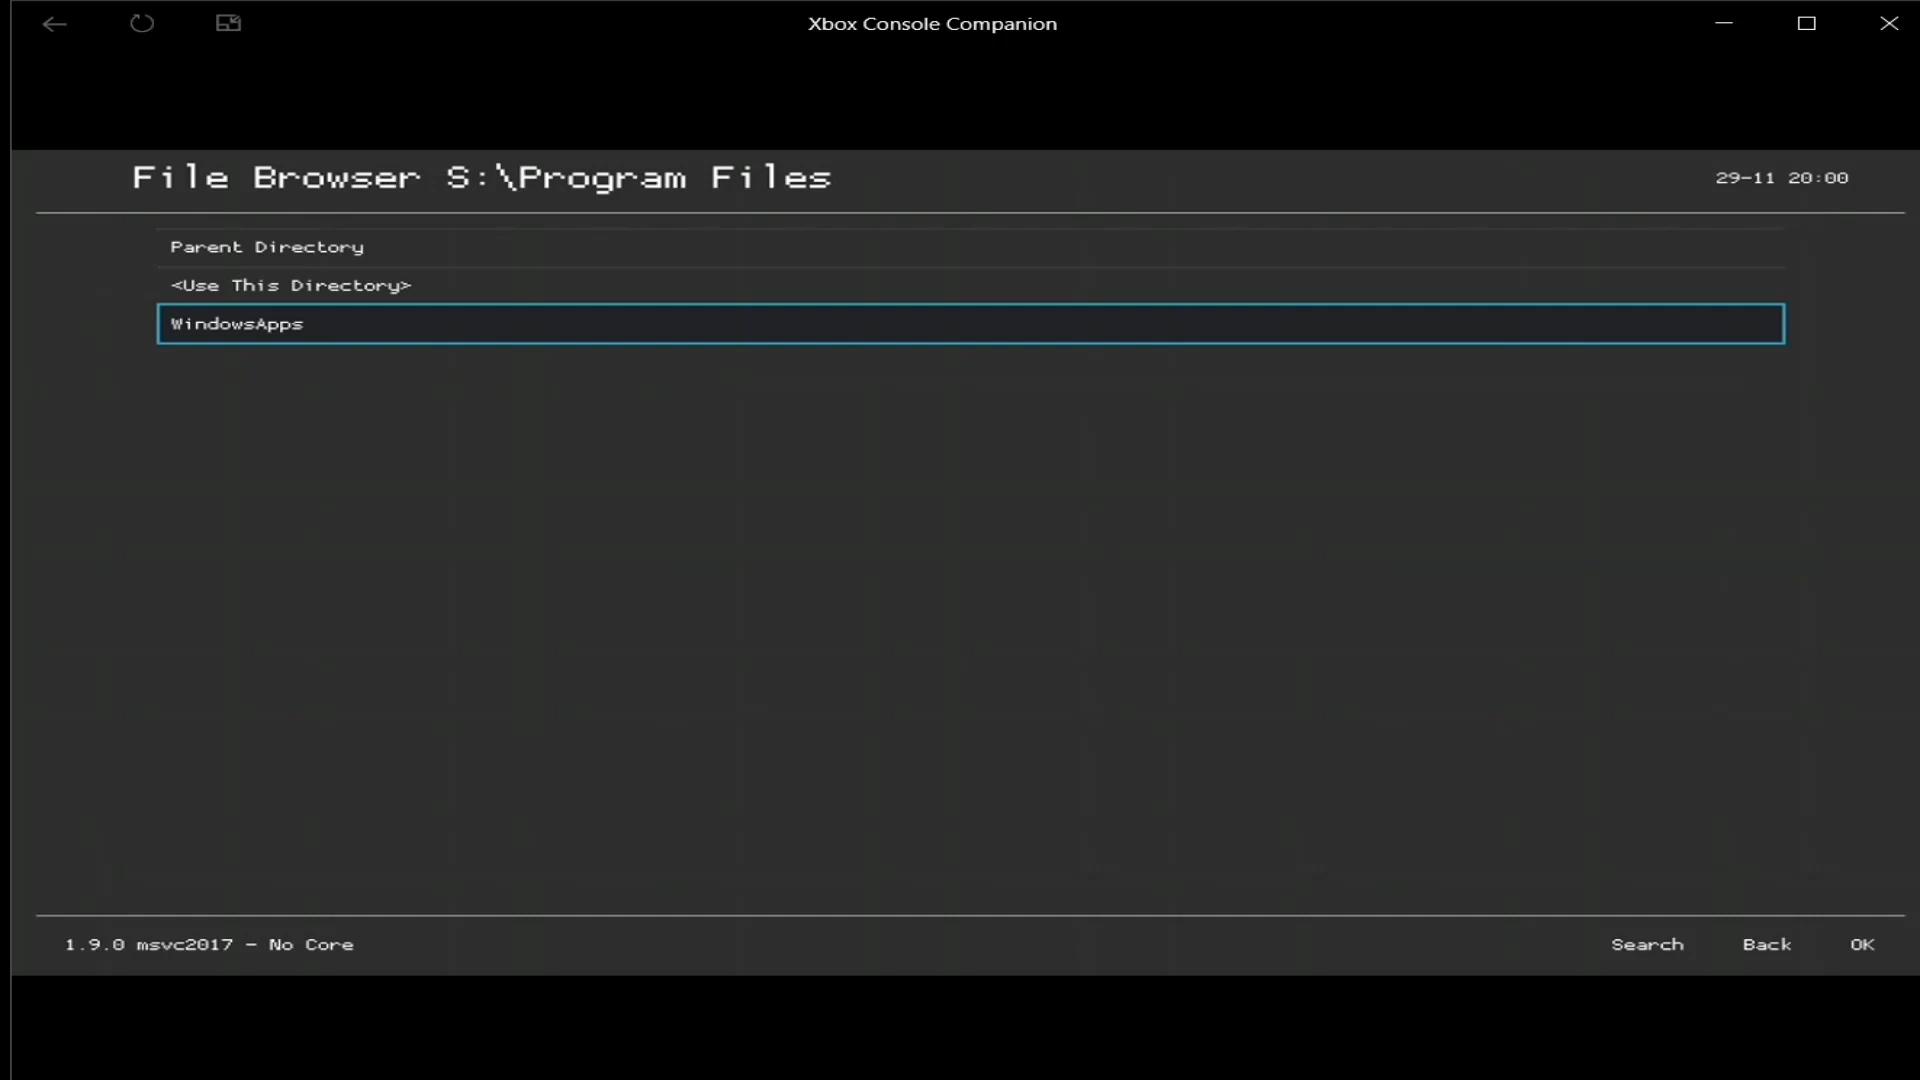 Xbox Console Companion
File Browser S:\Program Files
29-11 20:00
Parent Directory
<Use This Directory>
WindowsApps
1.9.0 msvc2017 - No Core
Search
Back
OK